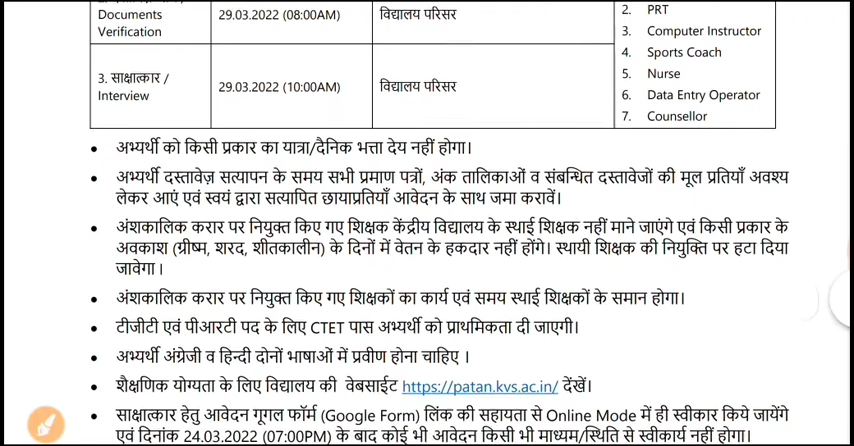 Documents
Verification
29.03.2022 (08:00AM)
विद्यालय परिसर
2. PRT
3. Computer Instructor
4. Sports Coach
5. Nurse
6. Data Entry Operator
7. Counsellor
3. साक्षात्कार /
Interview
29.03.2022 (10:00AM)
विद्यालय परिसर
• अभ्यर्थी को किसी प्रकार का यात्रा/दैनिक भत्ता देय नहीं होगा।
• अभ्यर्थी दस्तावेज़ सत्यापन के समय सभी प्रमाण पत्रों, अंक तालिकाओं व संबन्धित दस्तावेजों की मूल प्रतियाँ अवश्य
लेकर आएं एवं स्वयं द्वारा सत्यापित छायाप्रतियाँ आवेदन के साथ जमा करावें।
• अंशकालिक करार पर नियुक्त किए गए शिक्षक केंद्रीय विद्यालय के स्थाई शिक्षक नहीं माने जाएंगे एवं किसी प्रकार के
अवकाश (ग्रीष्म, शरद, शीतकालीन) के दिनों में वेतन के हकदार नहीं होंगे। स्थायी शिक्षक की नियुक्ति पर हटा दिया
जावेगा ।
• अंशकालिक करार पर नियुक्त किए गए शिक्षकों का कार्य एवं समय स्थाई शिक्षकों के समान होगा।
• टीजीटी एवं पीआरटी पद के लिए CTET पास अभ्यर्थी को प्राथमिकता दी जाएगी।
• अभ्यर्थी अंग्रेजी व हिन्दी दोनों भाषाओं में प्रवीण होना चाहिए ।
• शैक्षणिक योग्यता के लिए विद्यालय की वेबसाईट https://patan.kvs.ac.in/ देंखें।
• साक्षात्कार हेतु आवेदन गूगल फॉर्म (Google Form) लिंक की सहायता से Online Mode में ही स्वीकार किये जायेंगे
एवं दिनांक 24.03.2022 (07:00PM) के बाद कोई भी आवेदन किसी भी माध्यम/स्थिति से स्वीकार्य नहीं होगा।